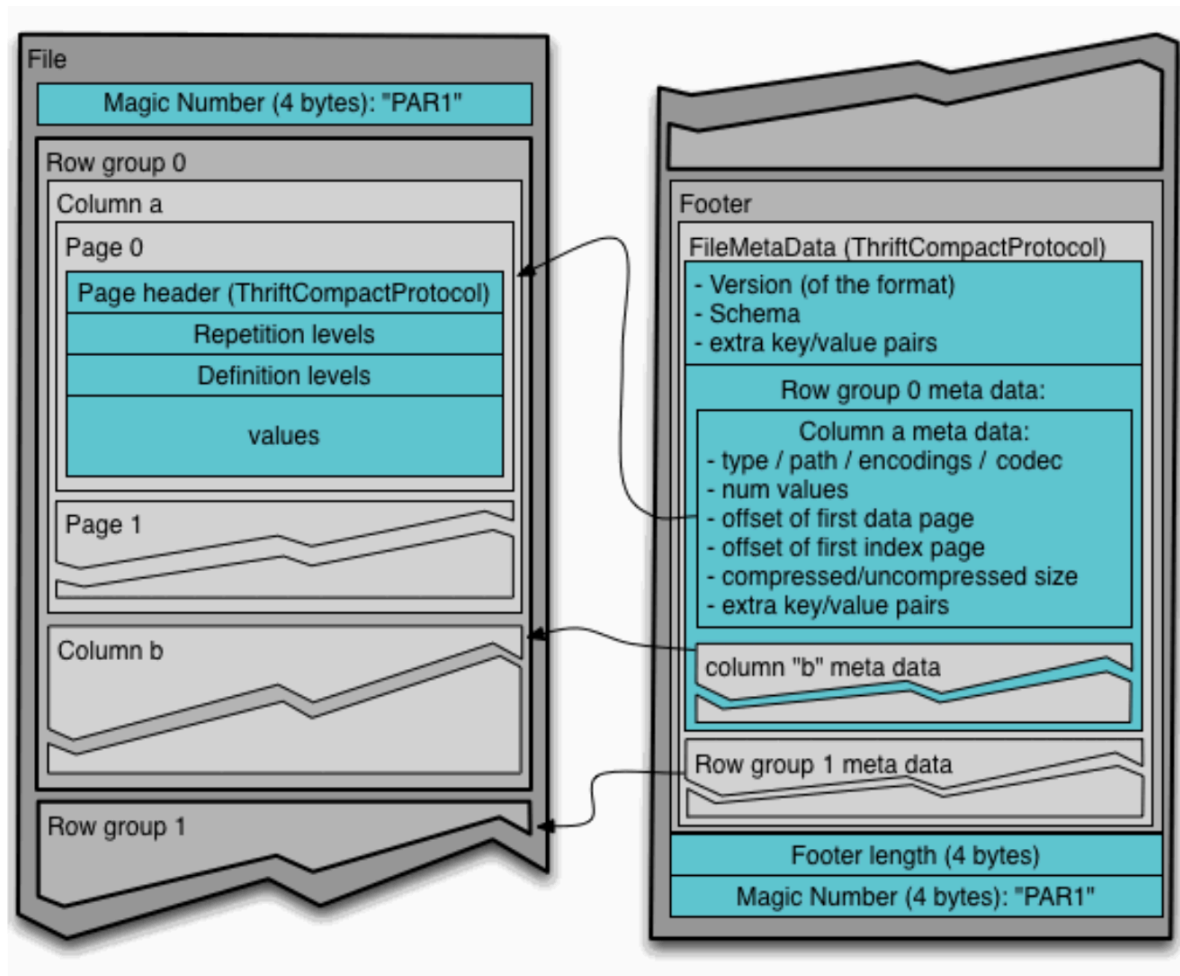 File
Magic Number (4 bytes): "PAR1"
Row group 0
Column a
Page 0
Page header (ThriftCompactProtocol)
Repetition levels
Definition levels
values
Page 1
Column b
Row group 1
Footer
FileMetaData (ThriftCompactProtocol)
- Version (of the format)
- Schema
- extra key/value pairs
Row group 0 meta data:
Column a meta data:
- type / path / encodings / codec
- num values
- offset of first data page
- offset of first index page
- compressed/uncompressed size
- extra key/value pairs
column "b" meta data
Row group 1 meta data
Footer length (4 bytes)
Magic Number (4 bytes): "PAR1"